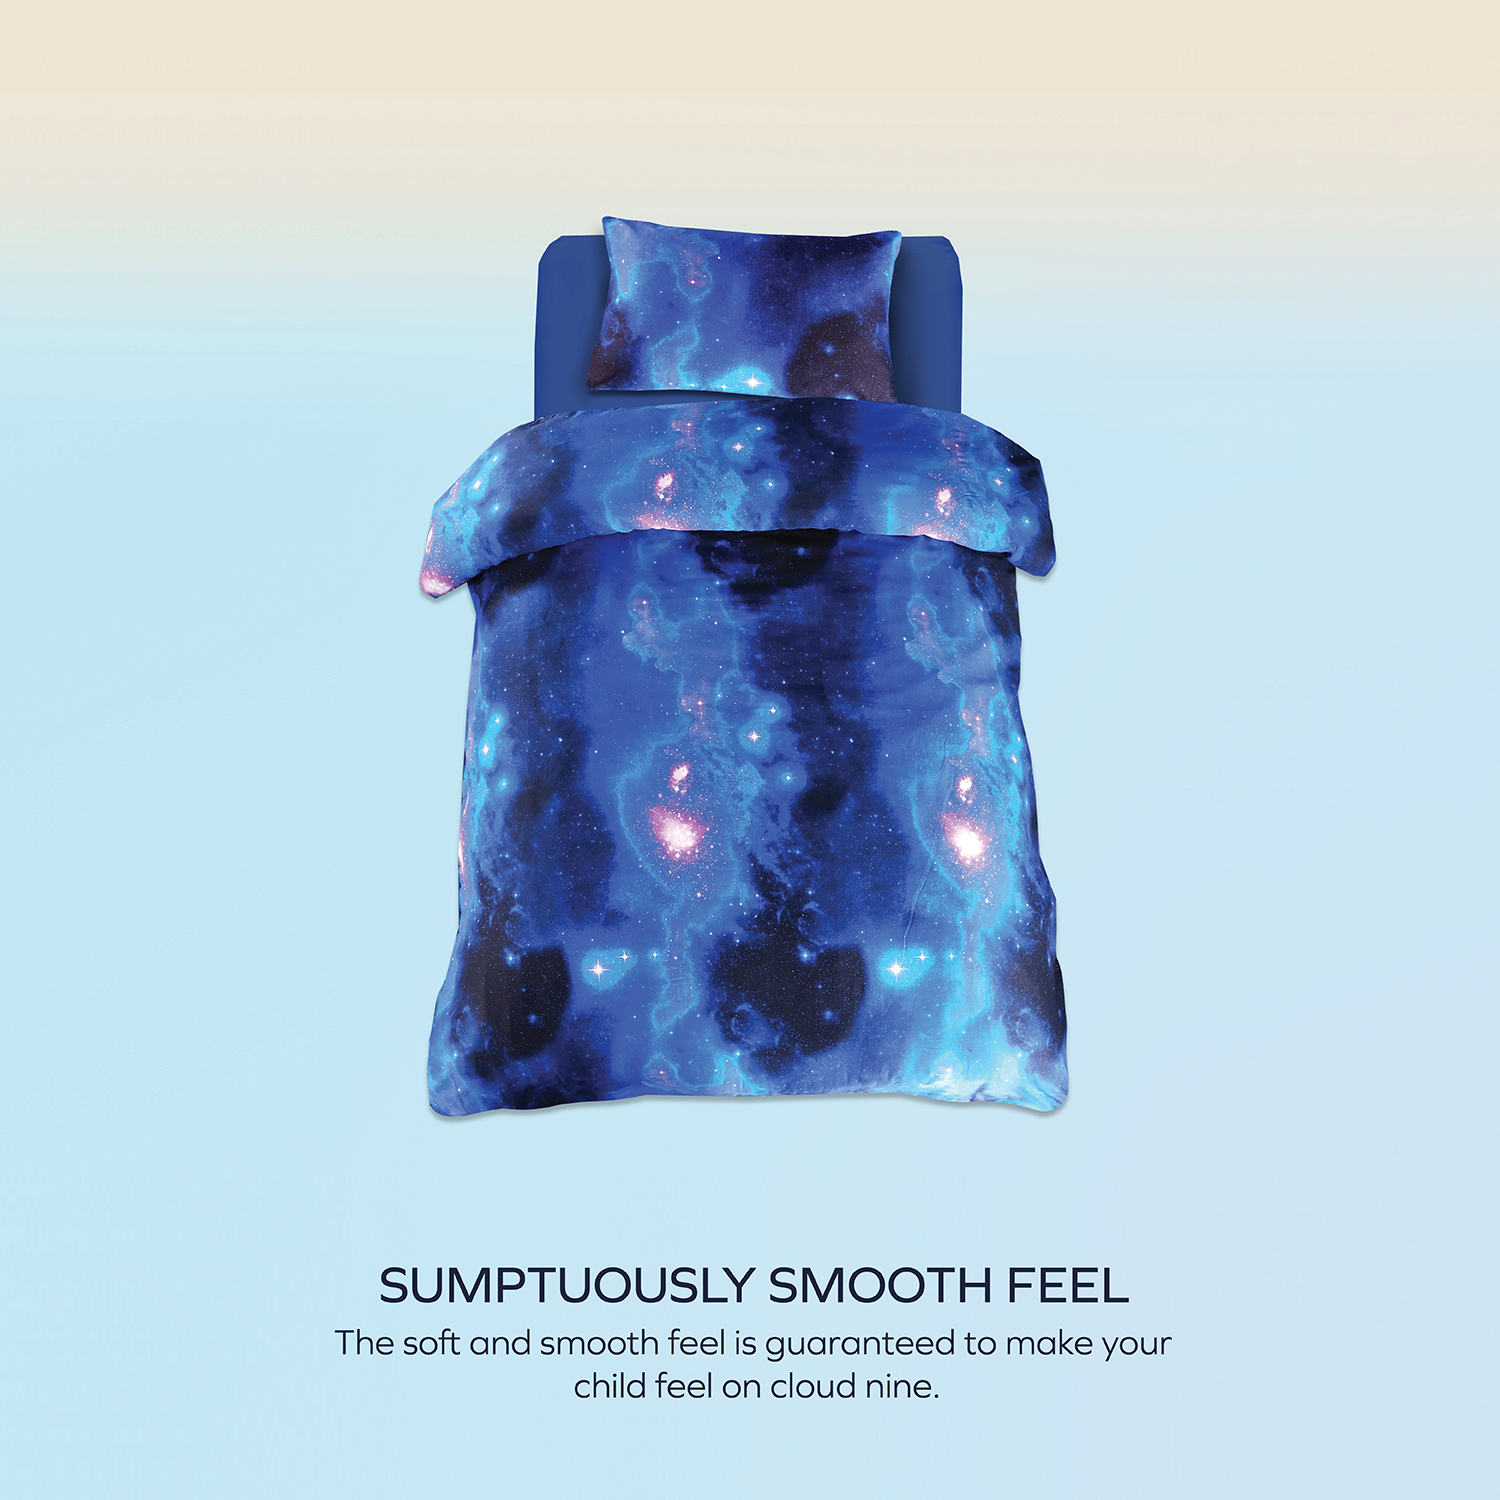 SUMPTUOUSLY SMOOTH FEEL
The soft and smooth feel is guaranteed to make your
child feel on cloud nine.